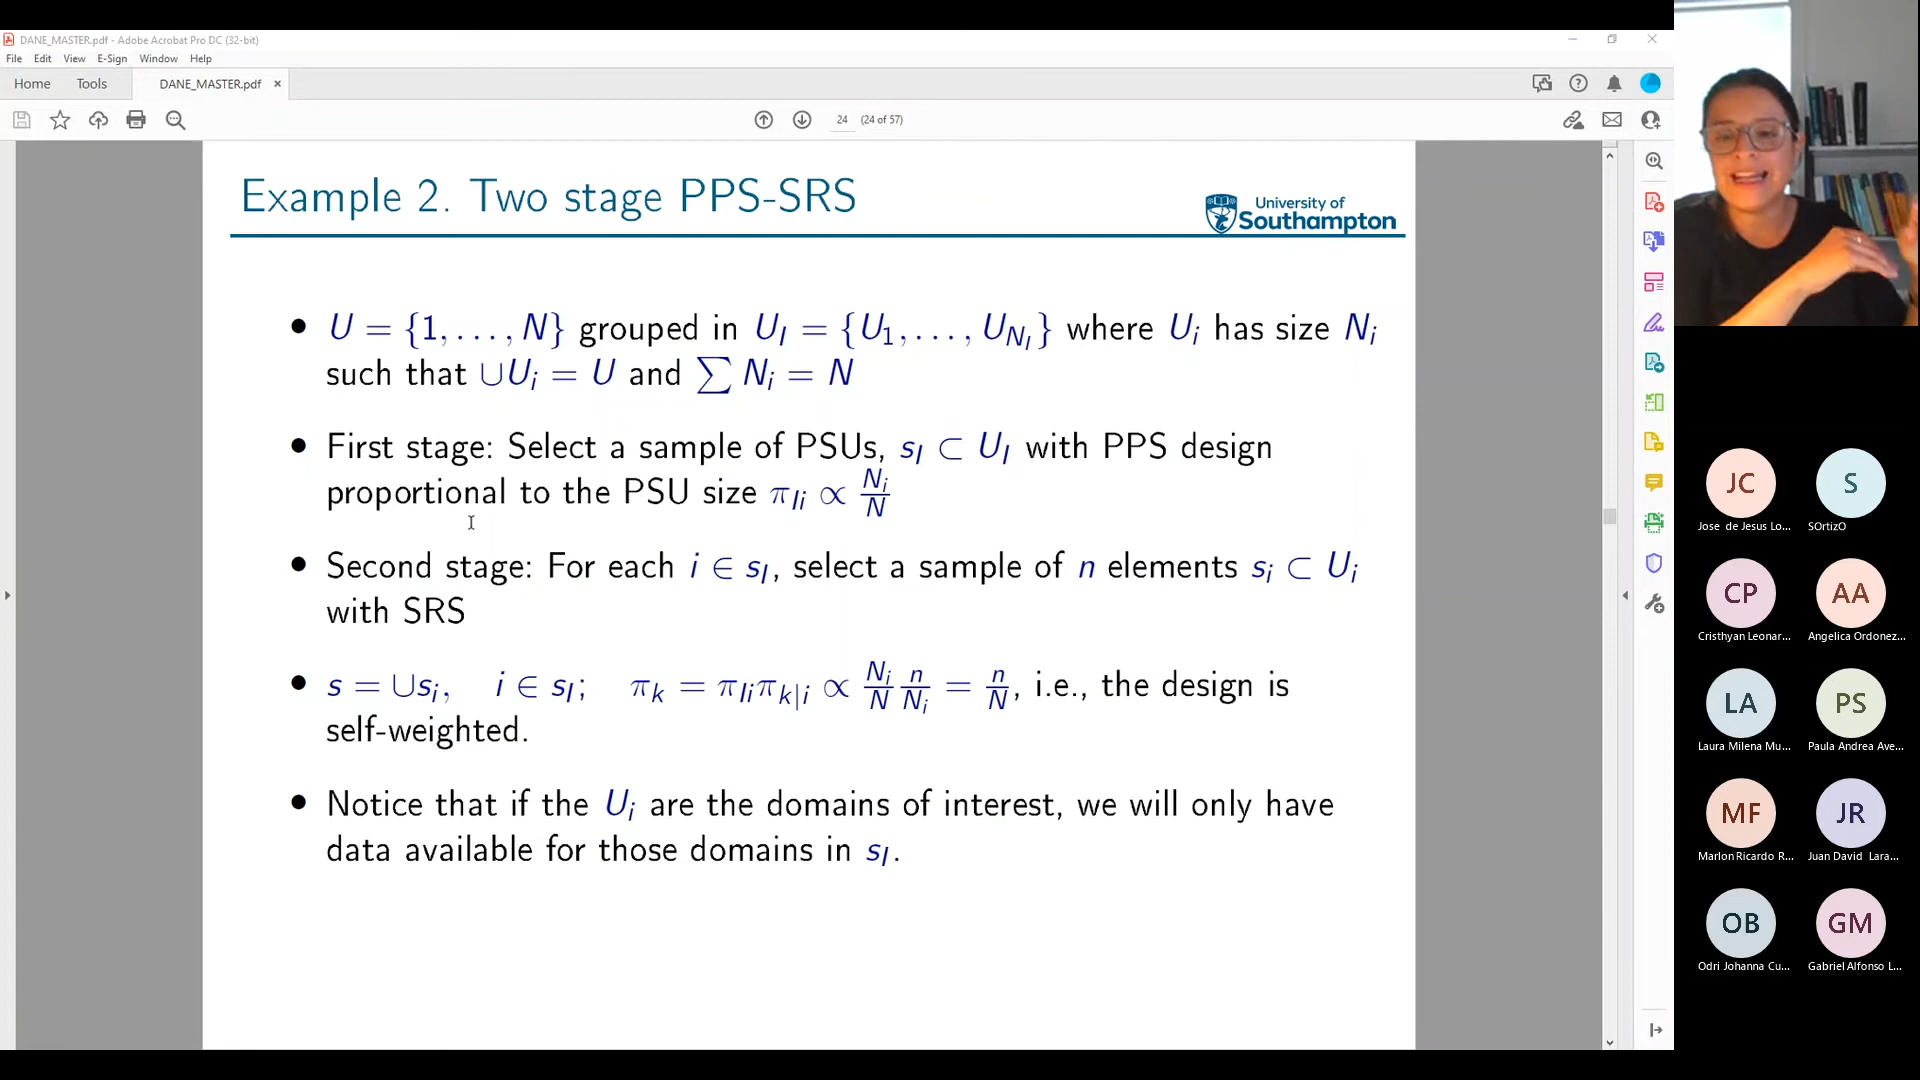 DANE_MASTER.pdf - Adobe Acrobat Pro DC (32-bit)
File Edit View E-Sign Window Help
Home Tools DANE_MASTER.pdf ×
24 (24 of 57)
Example 2. Two stage PPS-SRS
University of
Southampton
• U = {1, . . . , N} grouped in U_I = {U_1, . . . , U_{N_I}} where U_i has size N_i
such that ∪U_i = U and ∑ N_i = N
• First stage: Select a sample of PSUs, s_I ⊂ U_I with PPS design
proportional to the PSU size π_{Ii} ∝ N_i/N
• Second stage: For each i ∈ s_I, select a sample of n elements s_i ⊂ U_i
with SRS
• s = ∪s_i, i ∈ s_I; π_k = π_{Ii}π_{k|i} ∝ N_i/N n/N_i = n/N, i.e., the design is
self-weighted.
• Notice that if the U_i are the domains of interest, we will only have
data available for those domains in s_I.
JC S
Jose de Jesus Lo... SOrtizO
CP AA
Cristhyan Leonar... Angelica Ordonez...
LA PS
Laura Milena Mu... Paula Andrea Ave...
MF JR
Marlon Ricardo R... Juan David Lara...
OB GM
Odri Johanna Cu... Gabriel Alfonso L...